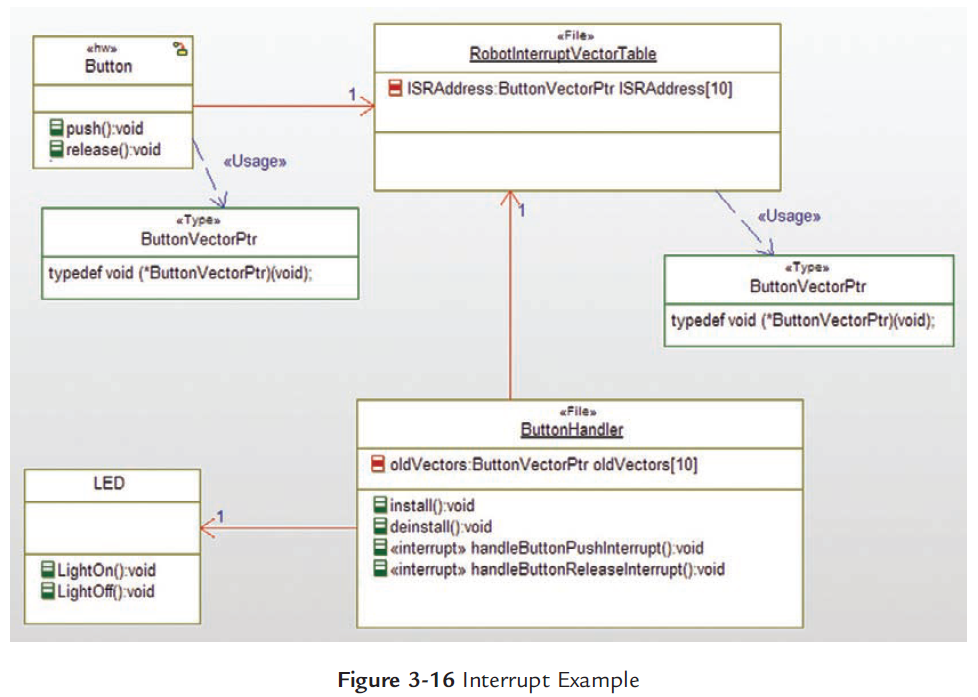 «hw»
Button
push():void
release():void
«File»
RobotInterruptVectorTable
ISRAddress:ButtonVectorPtr ISRAddress[10]
1
«Usage»
«Type»
ButtonVectorPtr
typedef void (*ButtonVectorPtr)(void);
1
«Usage»
«Type»
ButtonVectorPtr
typedef void (*ButtonVectorPtr)(void);
«File»
ButtonHandler
oldVectors:ButtonVectorPtr oldVectors[10]
install():void
deinstall():void
«interrupt» handleButtonPushInterrupt():void
«interrupt» handleButtonReleaseInterrupt():void
LED
1
LightOn():void
LightOff():void
Figure 3-16 Interrupt Example